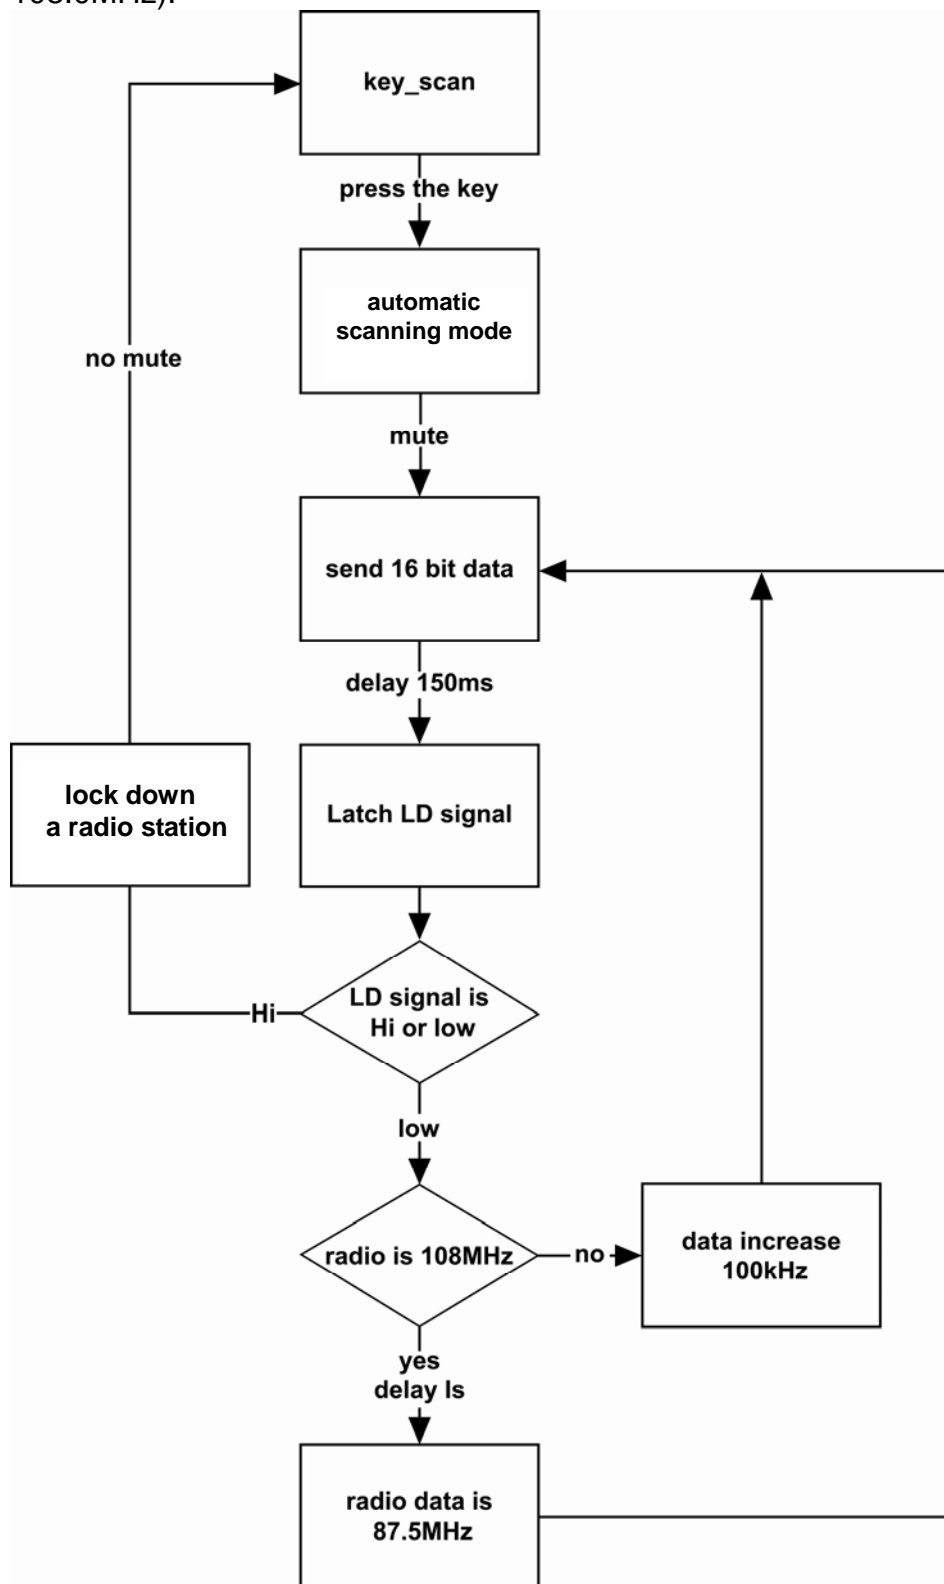 108.0MHz).
key_scan
press the key
automatic
scanning mode
no mute
mute
send 16 bit data
delay 150ms
lock down
a radio station
Latch LD signal
LD signal is
Hi or low
Hi
low
radio is 108MHz
no
data increase
100kHz
yes
delay ls
radio data is
87.5MHz